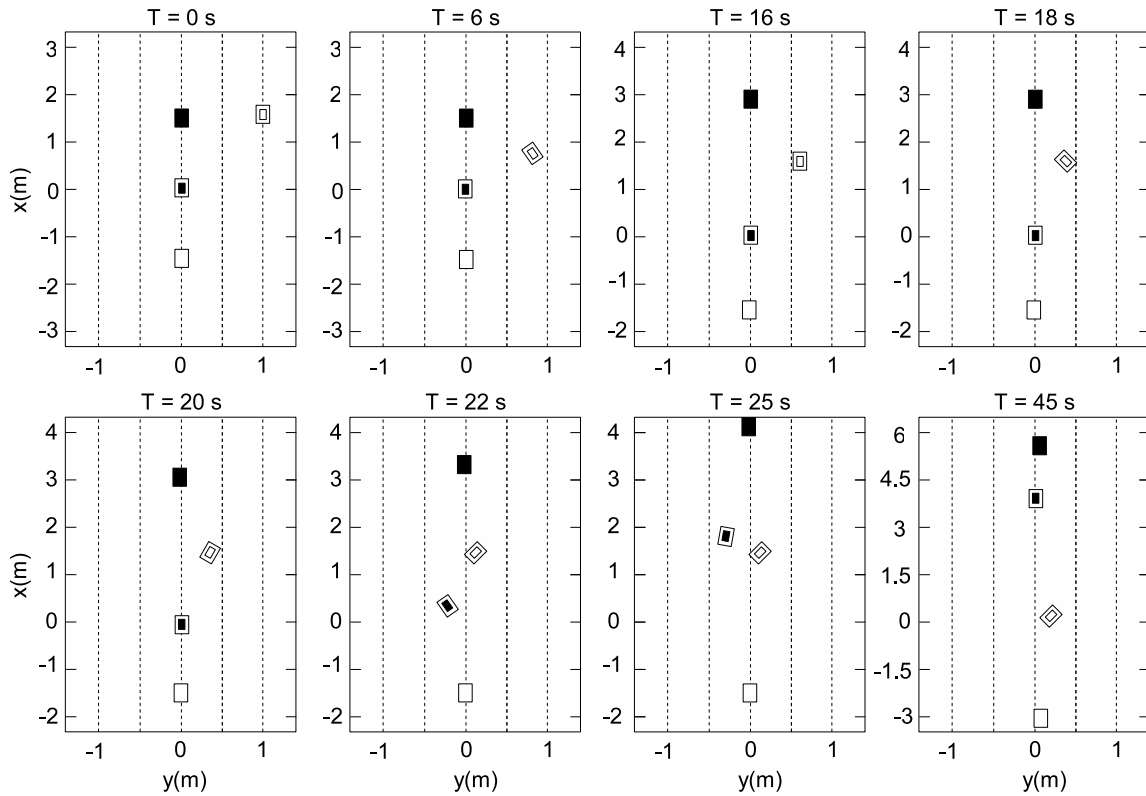 T = 0 s T = 6 s T = 16 s T = 18 s
3 3 4 4
2 2 3 3
1 1 2 2
x(m) 0 0 1 1
-1 -1 0 0
-2 -2 -1 -1
-3 -3 -2 -2
-1 0 1 -1 0 1 -1 0 1 -1 0 1
T = 20 s T = 22 s T = 25 s T = 45 s
4 4 4 6
3 3 3 4.5
2 2 2 3
x(m) 1 1 1 1.5
0 0 0 0
-1 -1 -1 -1.5
-2 -2 -2 -3
-1 0 1 -1 0 1 -1 0 1 -1 0 1
y(m) y(m) y(m) y(m)